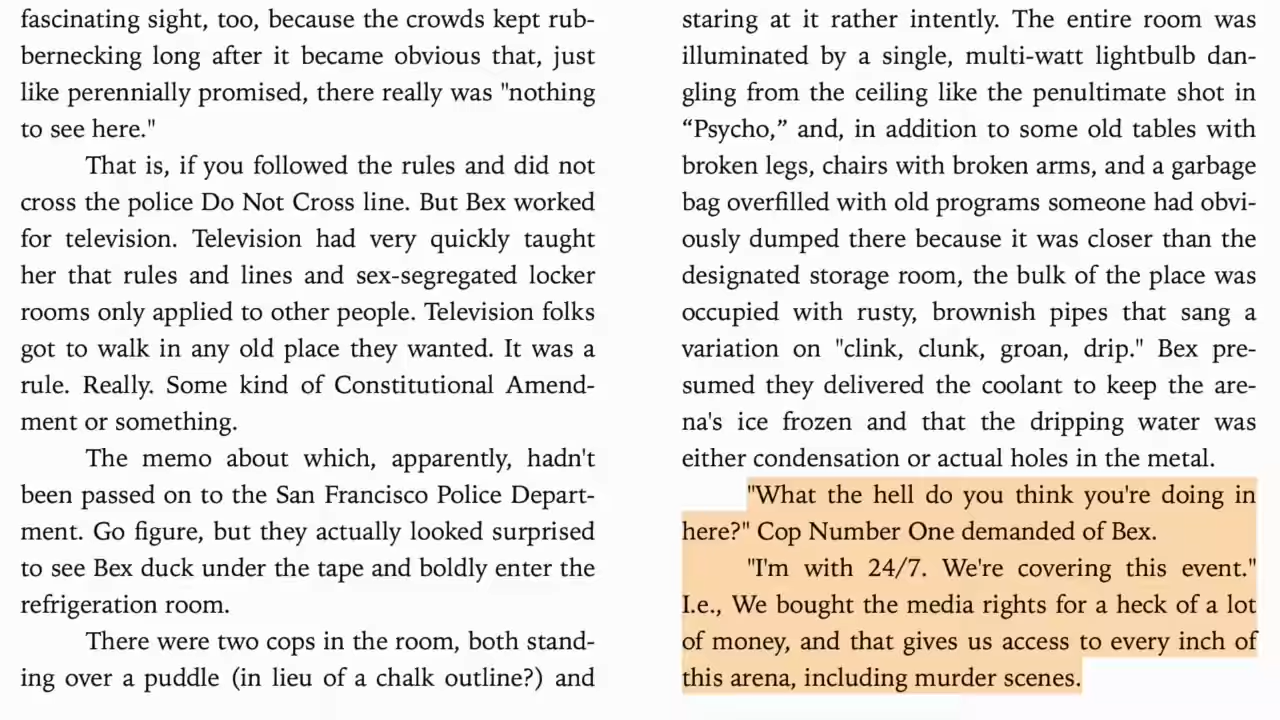 fascinating sight, too, because the crowds kept rub-
bernecking long after it became obvious that, just
like perennially promised, there really was "nothing
to see here."
That is, if you followed the rules and did not
cross the police Do Not Cross line. But Bex worked
for television. Television had very quickly taught
her that rules and lines and sex-segregated locker
rooms only applied to other people. Television folks
got to walk in any old place they wanted. It was a
rule. Really. Some kind of Constitutional Amend-
ment or something.
The memo about which, apparently, hadn't
been passed on to the San Francisco Police Depart-
ment. Go figure, but they actually looked surprised
to see Bex duck under the tape and boldly enter the
refrigeration room.
There were two cops in the room, both stand-
ing over a puddle (in lieu of a chalk outline?) and
staring at it rather intently. The entire room was
illuminated by a single, multi-watt lightbulb dan-
gling from the ceiling like the penultimate shot in
“Psycho,” and, in addition to some old tables with
broken legs, chairs with broken arms, and a garbage
bag overfilled with old programs someone had obvi-
ously dumped there because it was closer than the
designated storage room, the bulk of the place was
occupied with rusty, brownish pipes that sang a
variation on "clink, clunk, groan, drip." Bex pre-
sumed they delivered the coolant to keep the are-
na's ice frozen and that the dripping water was
either condensation or actual holes in the metal.
"What the hell do you think you're doing in
here?" Cop Number One demanded of Bex.
"I'm with 24/7. We're covering this event."
I.e., We bought the media rights for a heck of a lot
of money, and that gives us access to every inch of
this arena, including murder scenes.